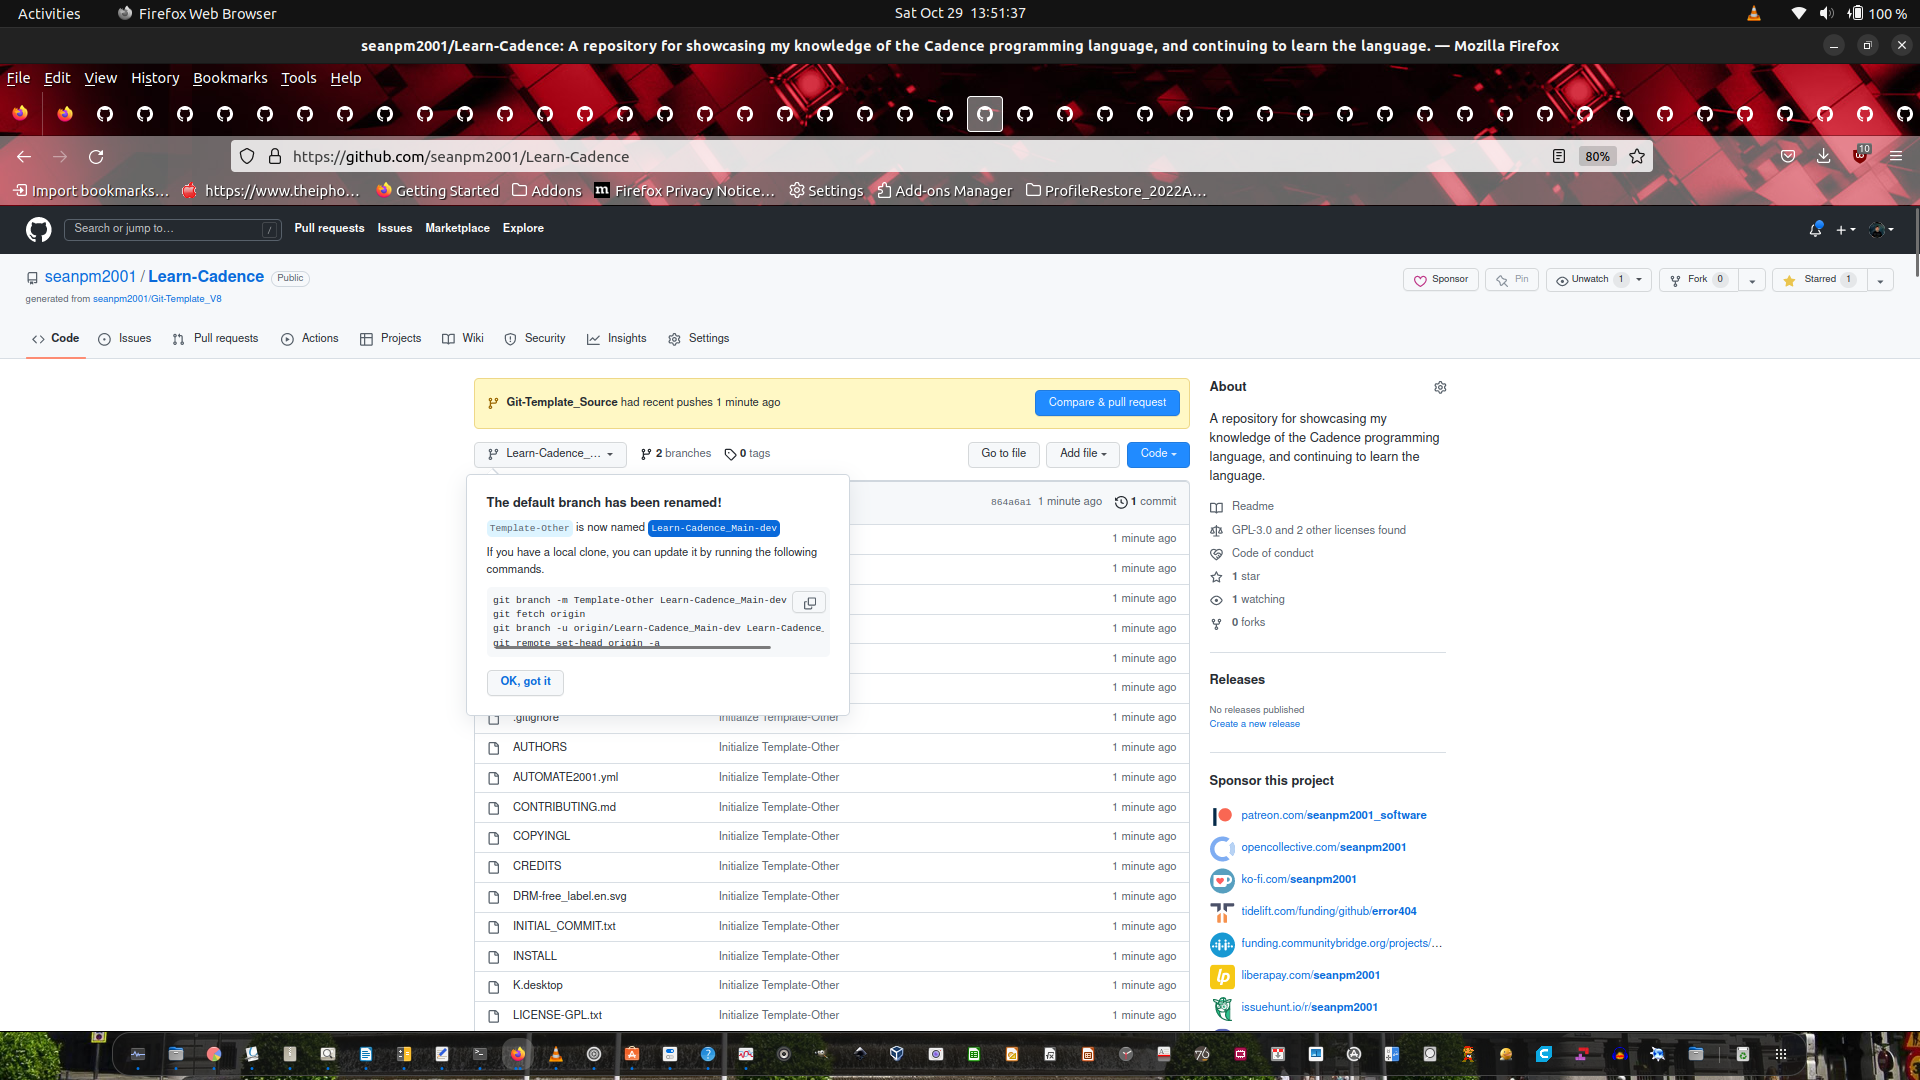 Activities Firefox Web Browser Sat Oct 29 13:51:37 100 %
seanpm2001/Learn-Cadence: A repository for showcasing my knowledge of the Cadence programming language, and continuing to learn the language. — Mozilla Firefox
File Edit View History Bookmarks Tools Help
https://github.com/seanpm2001/Learn-Cadence 80% 10
Import bookmarks… https://www.theipho… Getting Started Addons Firefox Privacy Notice… Settings Add-ons Manager ProfileRestore_2022A…
Search or jump to… / Pull requests Issues Marketplace Explore
seanpm2001 / Learn-Cadence Public
Sponsor Pin Unwatch 1 Fork 0 Starred 1
generated from seanpm2001/Git-Template_V8
Code Issues Pull requests Actions Projects Wiki Security Insights Settings
Git-Template_Source had recent pushes 1 minute ago Compare & pull request
Learn-Cadence_... 2 branches 0 tags Go to file Add file Code
The default branch has been renamed!
Template-Other is now named Learn-Cadence_Main-dev
If you have a local clone, you can update it by running the following
commands.
git branch -m Template-Other Learn-Cadence_Main-dev
git fetch origin
git branch -u origin/Learn-Cadence_Main-dev Learn-Cadence_
git remote set-head origin -a
OK, got it
864a6a1 1 minute ago 1 commit
1 minute ago
1 minute ago
1 minute ago
1 minute ago
1 minute ago
1 minute ago
.gitignore Initialize Template-Other 1 minute ago
AUTHORS Initialize Template-Other 1 minute ago
AUTOMATE2001.yml Initialize Template-Other 1 minute ago
CONTRIBUTING.md Initialize Template-Other 1 minute ago
COPYINGL Initialize Template-Other 1 minute ago
CREDITS Initialize Template-Other 1 minute ago
DRM-free_label.en.svg Initialize Template-Other 1 minute ago
INITIAL_COMMIT.txt Initialize Template-Other 1 minute ago
INSTALL Initialize Template-Other 1 minute ago
K.desktop Initialize Template-Other 1 minute ago
LICENSE-GPL.txt Initialize Template-Other 1 minute ago
About
A repository for showcasing my
knowledge of the Cadence programming
language, and continuing to learn the
language.
Readme
GPL-3.0 and 2 other licenses found
Code of conduct
1 star
1 watching
0 forks
Releases
No releases published
Create a new release
Sponsor this project
patreon.com/seanpm2001_software
opencollective.com/seanpm2001
ko-fi.com/seanpm2001
tidelift.com/funding/github/error404
funding.communitybridge.org/projects/…
liberapay.com/seanpm2001
issuehunt.io/r/seanpm2001